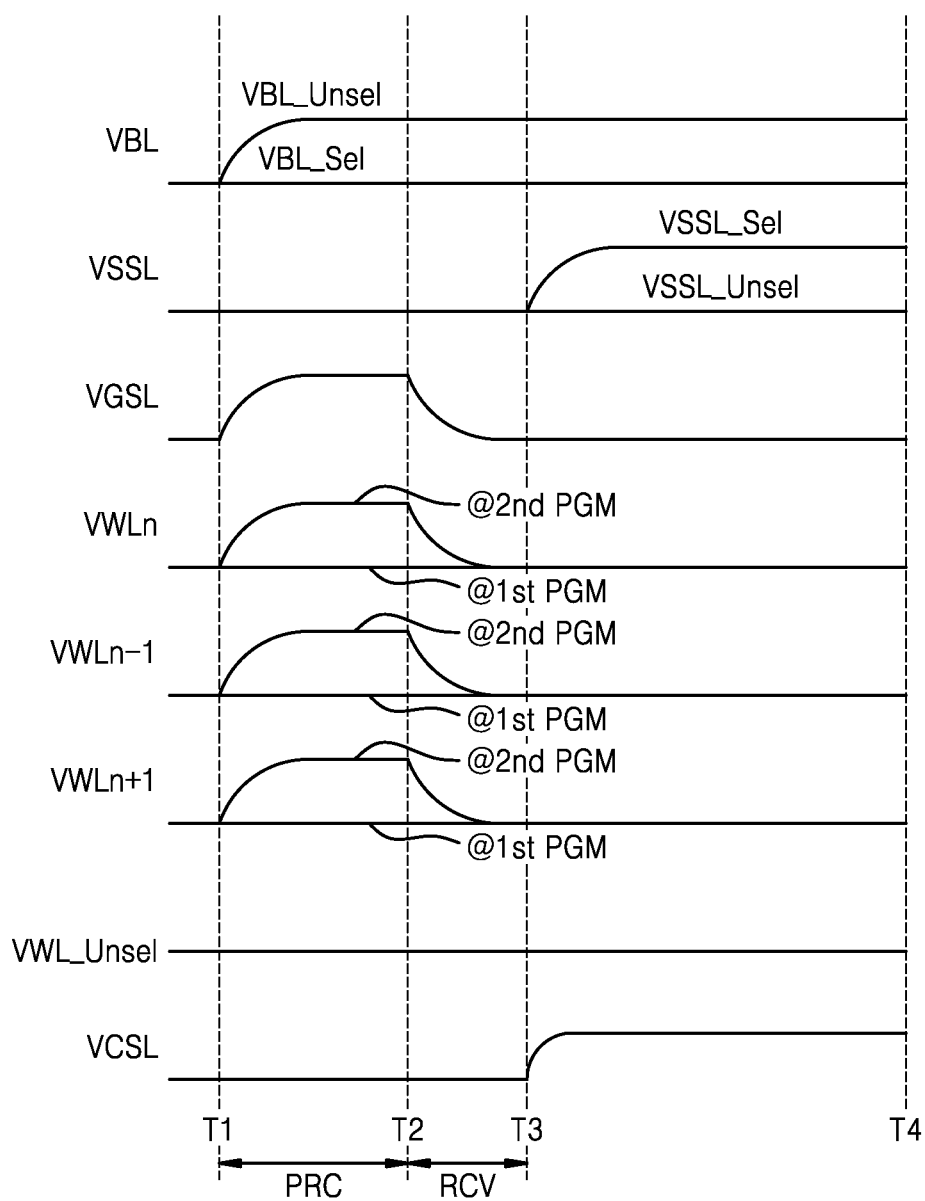 VBL_Unsel
VBL
VBL_Sel
VSSL_Sel
VSSL
VSSL_Unsel
VGSL
@2nd PGM
VWLn
@1st PGM
@2nd PGM
VWLn-1
@1st PGM
@2nd PGM
VWLn+1
@1st PGM
VWL_Unsel
VCSL
T1 T2 T3 T4
PRC RCV